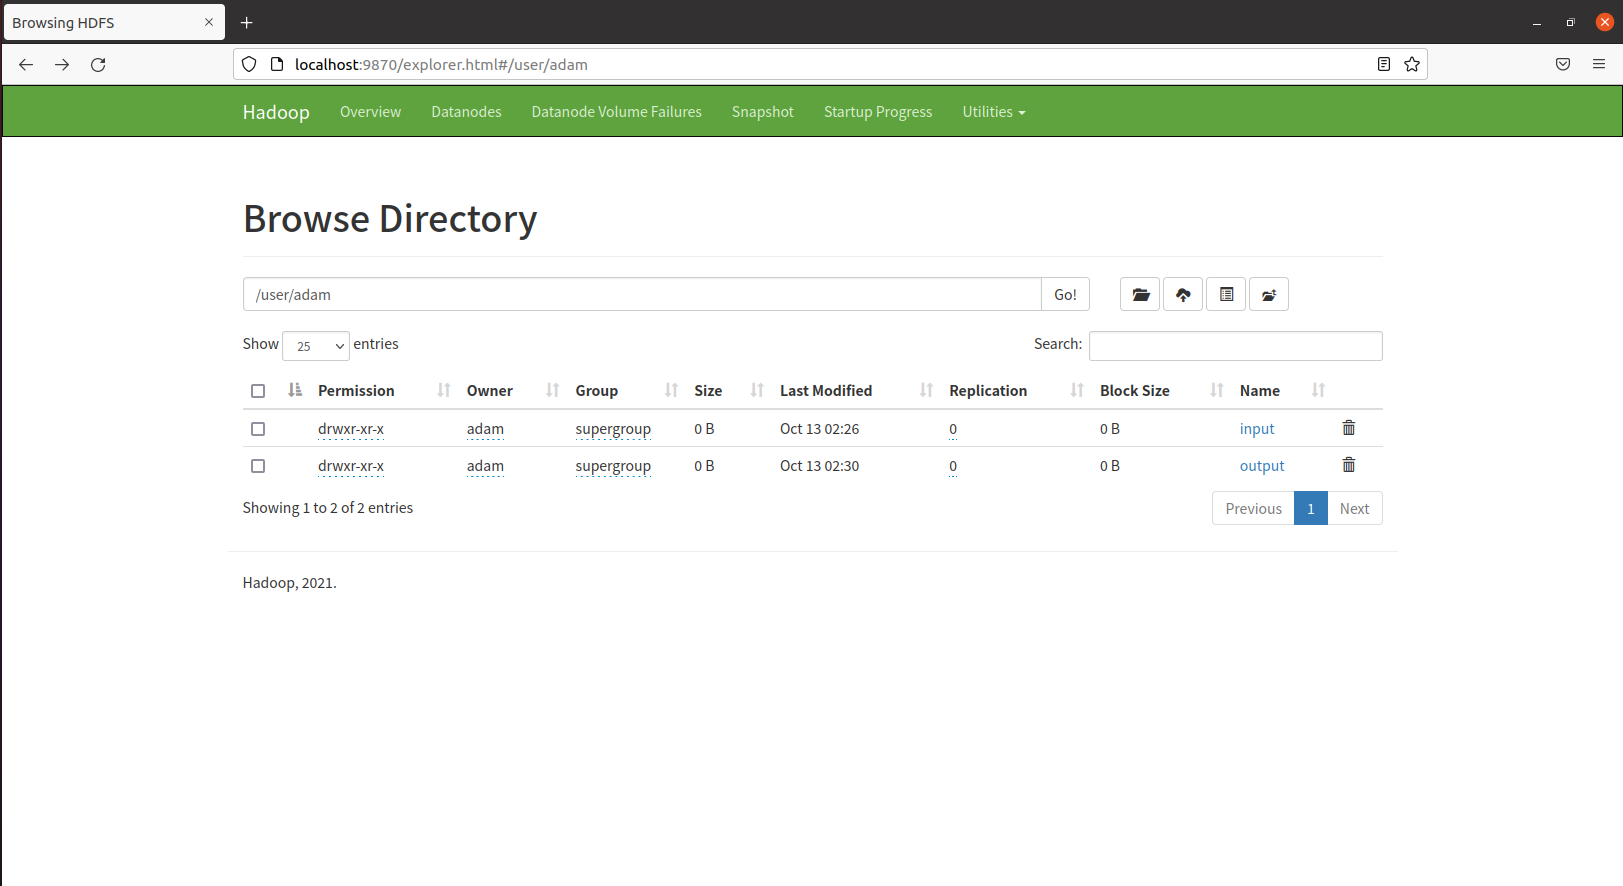 Browsing HDFS
localhost:9870/explorer.html#/user/adam
Hadoop Overview Datanodes Datanode Volume Failures Snapshot Startup Progress Utilities
Browse Directory
/user/adam Go!
Show 25 entries Search:
Permission Owner Group Size Last Modified Replication Block Size Name
drwxr-xr-x adam supergroup 0 B Oct 13 02:26 0 0 B input
drwxr-xr-x adam supergroup 0 B Oct 13 02:30 0 0 B output
Showing 1 to 2 of 2 entries Previous 1 Next
Hadoop, 2021.